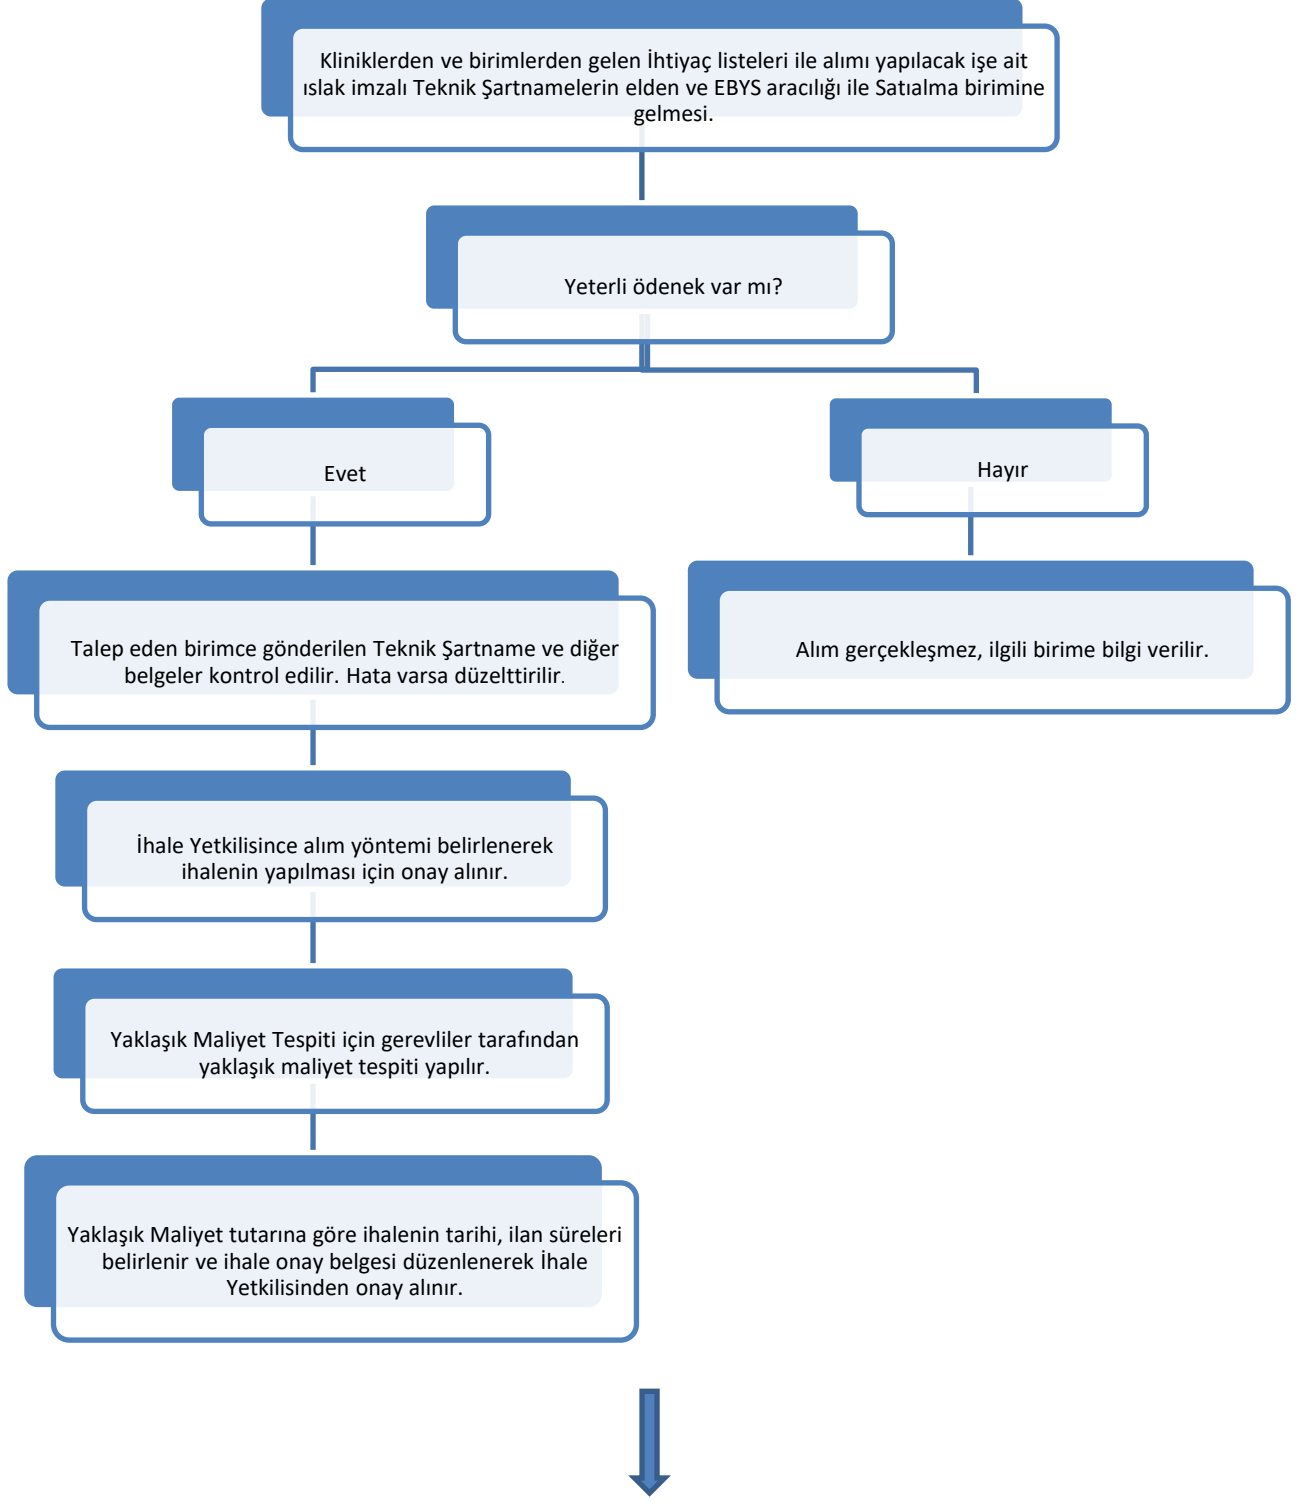 Kliniklerden ve birimlerden gelen İhtiyaç listeleri ile alımı yapılacak işe ait
ıslak imzalı Teknik Şartnamelerin elden ve EBYS aracılığı ile Satıalma birimine
gelmesi.
Yeterli ödenek var mı?
Evet
Hayır
Talep eden birimce gönderilen Teknik Şartname ve diğer
belgeler kontrol edilir. Hata varsa düzelttirilir.
Alım gerçekleşmez, ilgili birime bilgi verilir.
İhale Yetkilisince alım yöntemi belirlenerek
ihalenin yapılması için onay alınır.
Yaklaşık Maliyet Tespiti için gerevliler tarafından
yaklaşık maliyet tespiti yapılır.
Yaklaşık Maliyet tutarına göre ihalenin tarihi, ilan süreleri
belirlenir ve ihale onay belgesi düzenlenerek İhale
Yetkilisinden onay alınır.